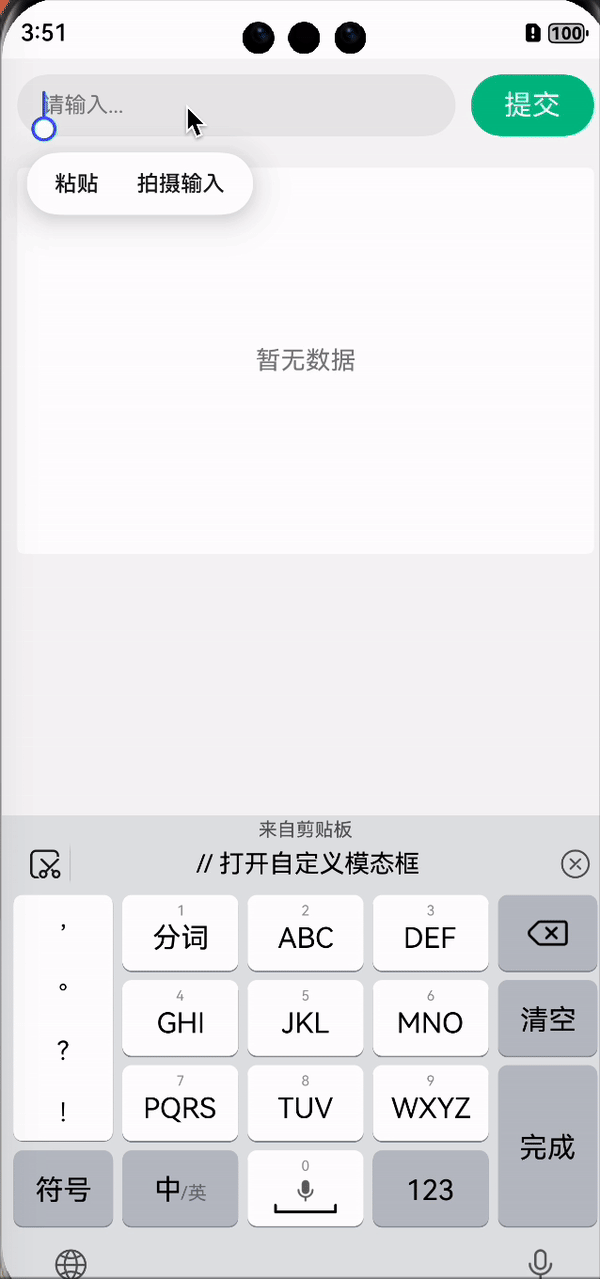 3:51
100
请输入...
提交
粘贴 拍摄输入
暂无数据
来自剪贴板
// 打开自定义模态框
，
。
?
!
1
分词
2
ABC
3
DEF
4
GHI
5
JKL
6
MNO
清空
7
PQRS
8
TUV
9
WXYZ
完成
符号
中/英
0
123